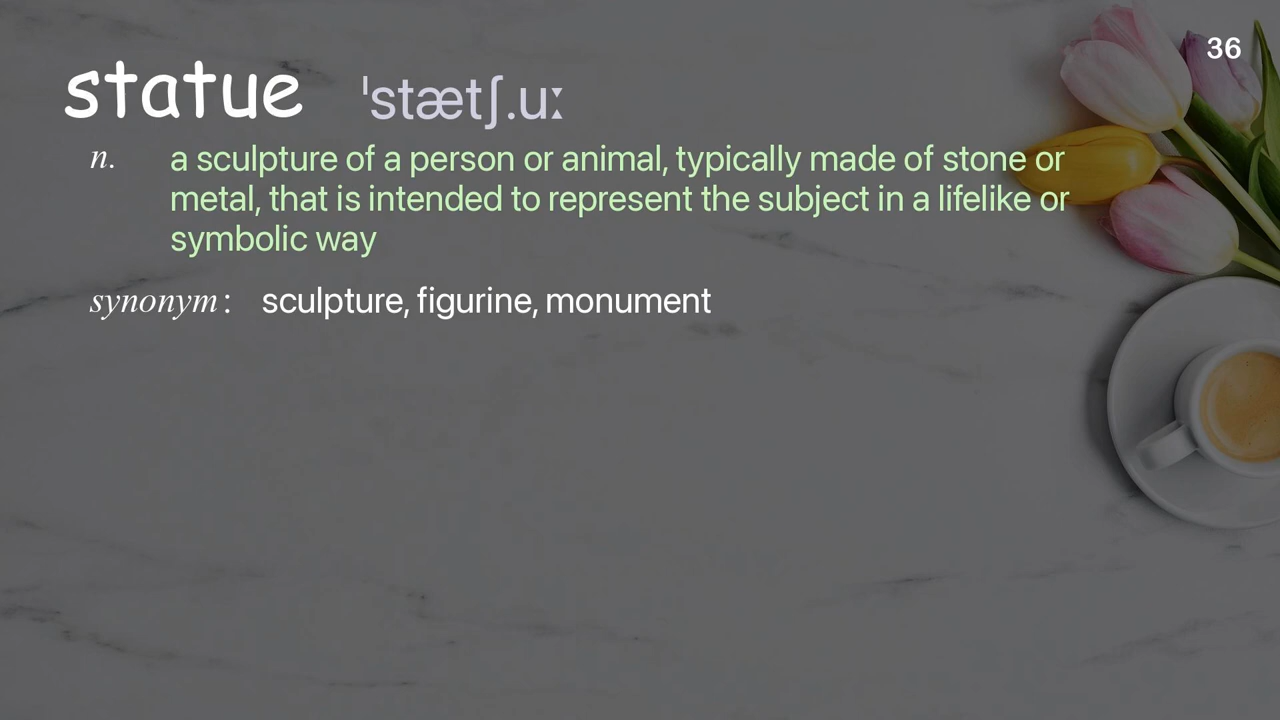 36
statue ˈstætʃ.uː
n. a sculpture of a person or animal, typically made of stone or
metal, that is intended to represent the subject in a lifelike or
symbolic way
synonym: sculpture, figurine, monument